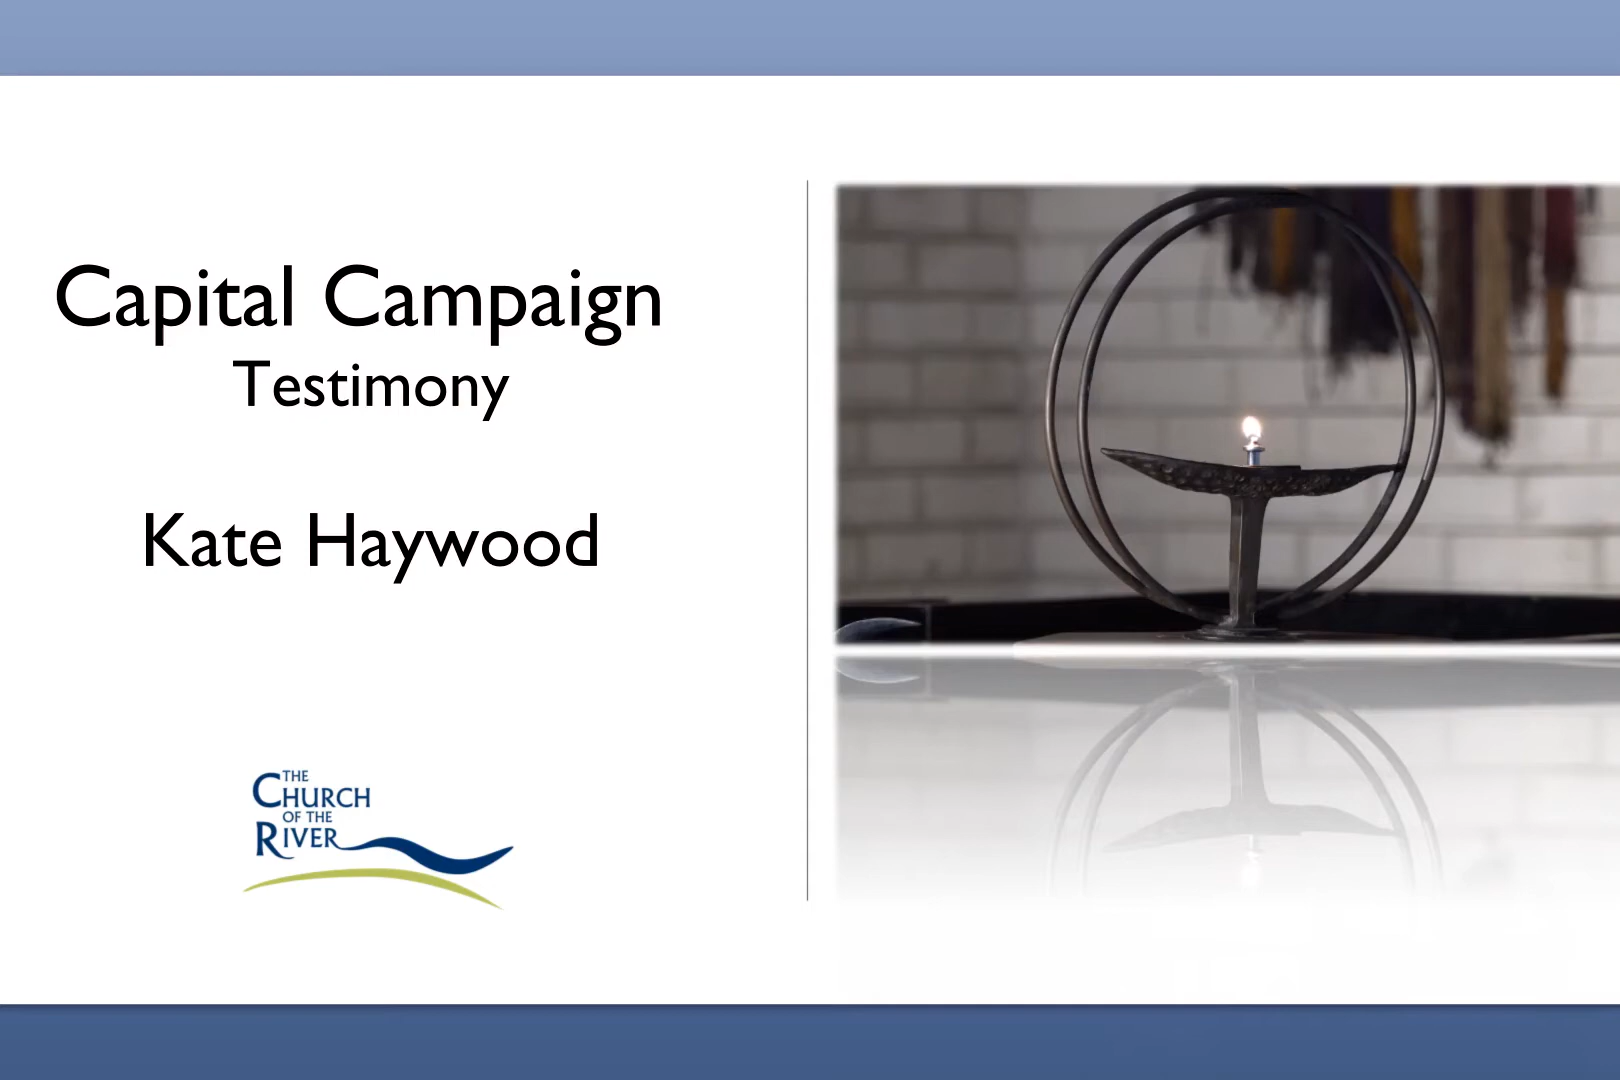 Capital Campaign
Testimony
Kate Haywood
THE
CHURCH
OF THE
RIVER